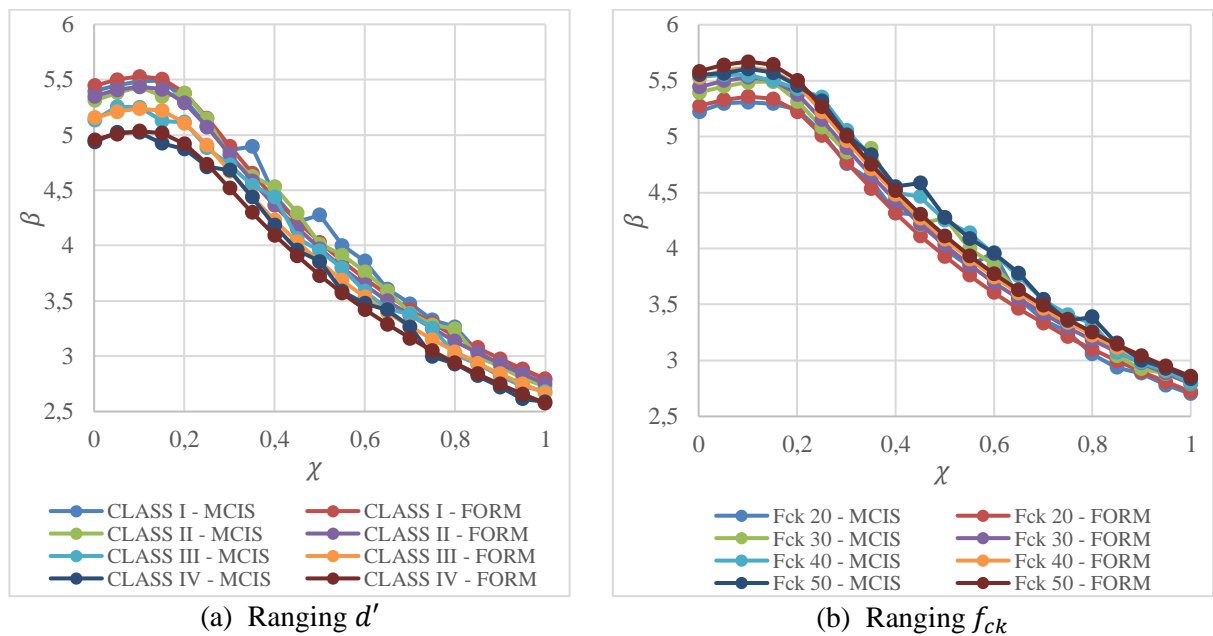 6
5,5
5
4,5
4
3,5
3
2,5
β
0 0,2 0,4 0,6 0,8 1
χ
CLASS I - MCIS CLASS I - FORM
CLASS II - MCIS CLASS II - FORM
CLASS III - MCIS CLASS III - FORM
CLASS IV - MCIS CLASS IV - FORM
(a) Ranging d′
6
5,5
5
4,5
4
3,5
3
2,5
β
0 0,2 0,4 0,6 0,8 1
χ
Fck 20 - MCIS Fck 20 - FORM
Fck 30 - MCIS Fck 30 - FORM
Fck 40 - MCIS Fck 40 - FORM
Fck 50 - MCIS Fck 50 - FORM
(b) Ranging f_ck